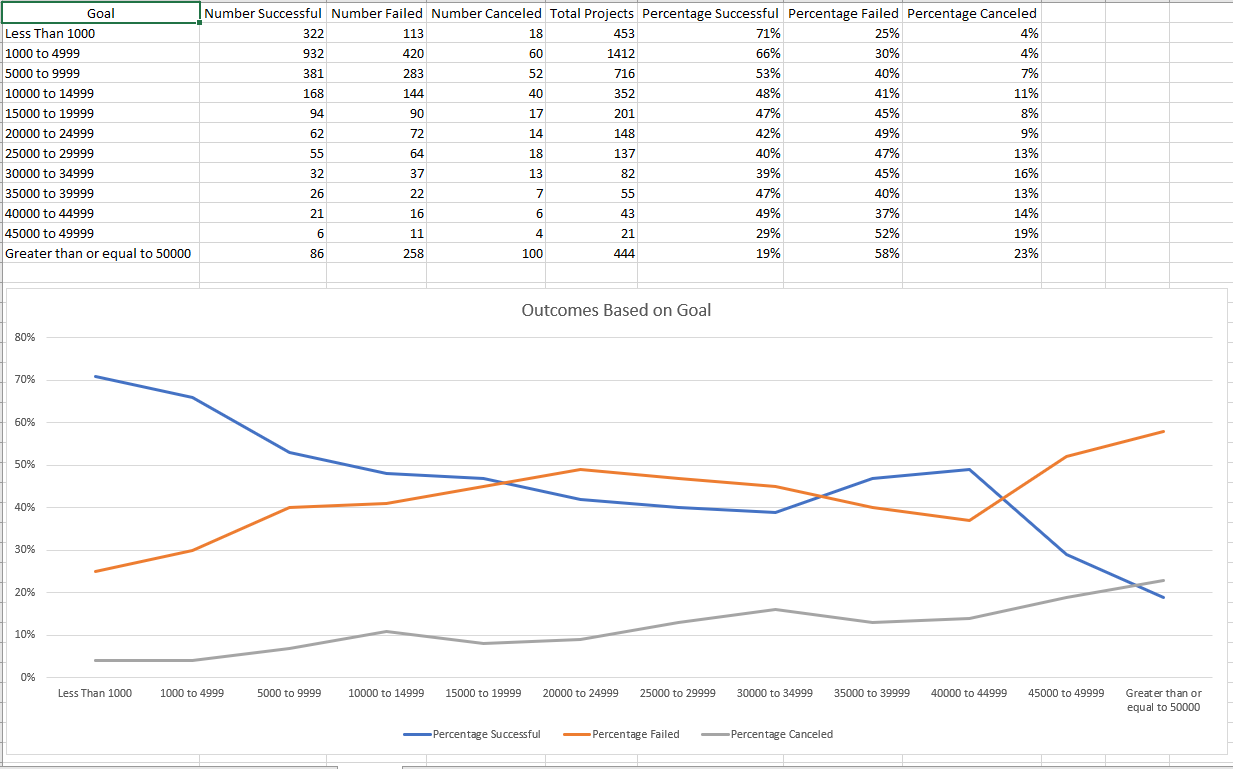 Goal Number Successful Number Failed Number Canceled Total Projects Percentage Successful Percentage Failed Percentage Canceled
Less Than 1000 322 113 18 453 71% 25% 4%
1000 to 4999 932 420 60 1412 66% 30% 4%
5000 to 9999 381 283 52 716 53% 40% 7%
10000 to 14999 168 144 40 352 48% 41% 11%
15000 to 19999 94 90 17 201 47% 45% 8%
20000 to 24999 62 72 14 148 42% 49% 9%
25000 to 29999 55 64 18 137 40% 47% 13%
30000 to 34999 32 37 13 82 39% 45% 16%
35000 to 39999 26 22 7 55 47% 40% 13%
40000 to 44999 21 16 6 43 49% 37% 14%
45000 to 49999 6 11 4 21 29% 52% 19%
Greater than or equal to 50000 86 258 100 444 19% 58% 23%
Outcomes Based on Goal
80%
70%
60%
50%
40%
30%
20%
10%
0%
Less Than 1000 1000 to 4999 5000 to 9999 10000 to 14999 15000 to 19999 20000 to 24999 25000 to 29999 30000 to 34999 35000 to 39999 40000 to 44999 45000 to 49999 Greater than or
equal to 50000
Percentage Successful Percentage Failed Percentage Canceled